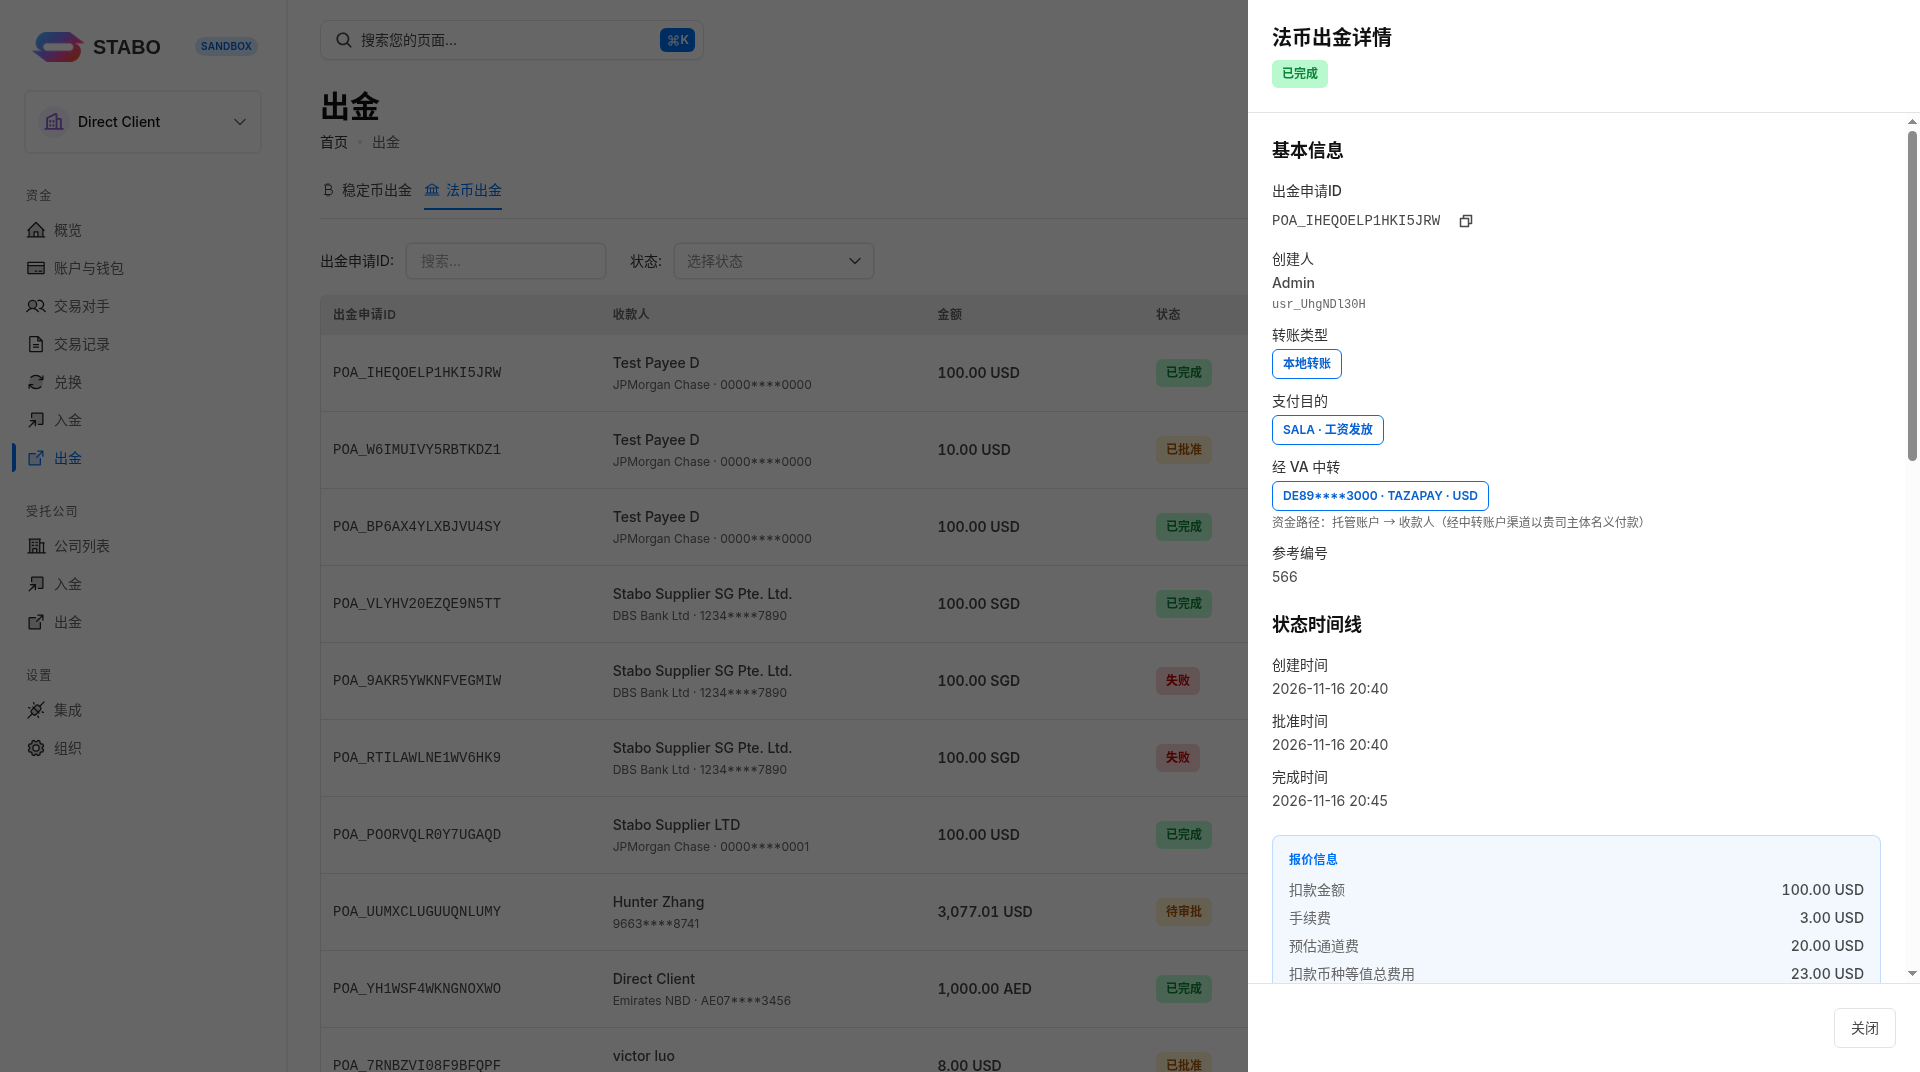 STABO
SANDBOX
Direct Client
资金
概览
账户与钱包
交易对手
交易记录
兑换
入金
出金
受托公司
公司列表
入金
出金
设置
集成
组织
搜索您的页面...
⌘K
出金
首页 • 出金
稳定币出金 法币出金
出金申请ID: 搜索... 状态: 选择状态
出金申请ID 收款人 金额 状态
POA_IHEQOELP1HKI5JRW Test Payee D 100.00 USD 已完成
JPMorgan Chase · 0000****0000
POA_W6IMUIVY5RBTKDZ1 Test Payee D 10.00 USD 已批准
JPMorgan Chase · 0000****0000
POA_BP6AX4YLXBJVU4SY Test Payee D 100.00 USD 已完成
JPMorgan Chase · 0000****0000
POA_VLYHV20EZQE9N5TT Stabo Supplier SG Pte. Ltd. 100.00 SGD 已完成
DBS Bank Ltd · 1234****7890
POA_9AKR5YWKNFVEGMIW Stabo Supplier SG Pte. Ltd. 100.00 SGD 失败
DBS Bank Ltd · 1234****7890
POA_RTILAWLNE1WV6HK9 Stabo Supplier SG Pte. Ltd. 100.00 SGD 失败
DBS Bank Ltd · 1234****7890
POA_POORVQLR0Y7UGAQD Stabo Supplier LTD 100.00 USD 已完成
JPMorgan Chase · 0000****0001
POA_UUMXCLUGUUQNLUMY Hunter Zhang 3,077.01 USD 待审批
9663****8741
POA_YH1WSF4WKNGNOXWO Direct Client 1,000.00 AED 已完成
Emirates NBD · AE07****3456
POA_7RNBZVI08F9BFQPF victor luo 8.00 USD 已批准
法币出金详情
已完成
基本信息
出金申请ID
POA_IHEQOELP1HKI5JRW
创建人
Admin
usr_UhgNDl30H
转账类型
本地转账
支付目的
SALA · 工资发放
经 VA 中转
DE89****3000 · TAZAPAY · USD
资金路径：托管账户 → 收款人（经中转账户渠道以贵司主体名义付款）
参考编号
566
状态时间线
创建时间
2026-11-16 20:40
批准时间
2026-11-16 20:40
完成时间
2026-11-16 20:45
报价信息
扣款金额 100.00 USD
手续费 3.00 USD
预估通道费 20.00 USD
扣款币种等值总费用 23.00 USD
关闭